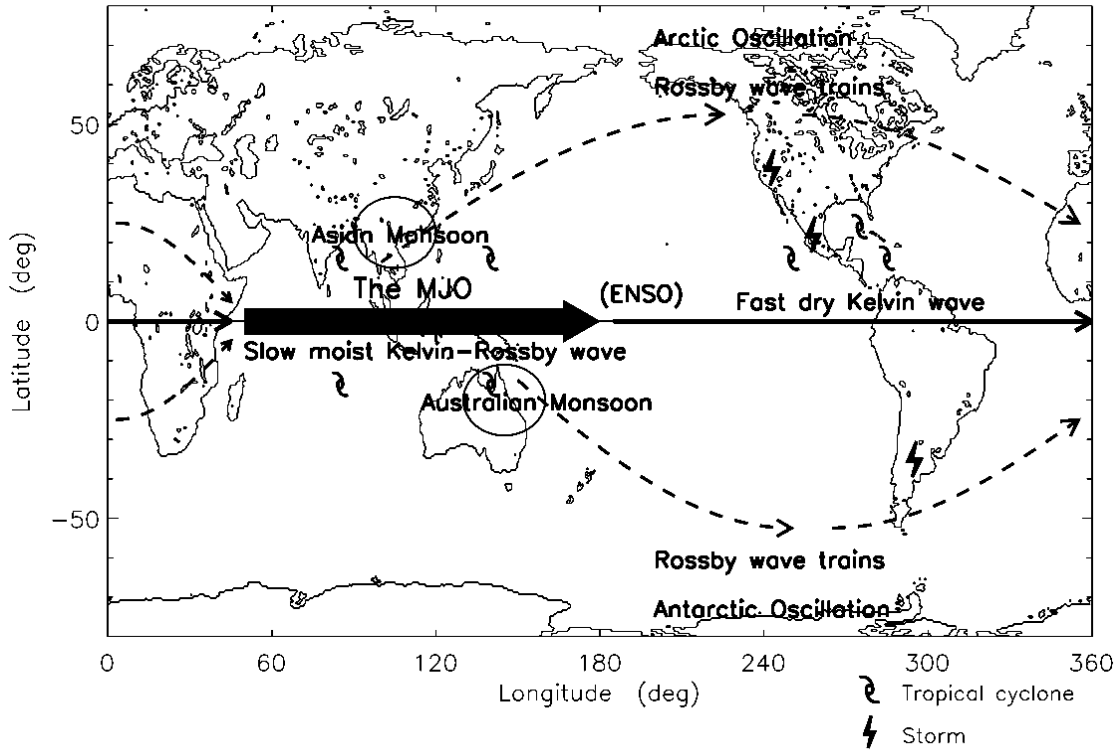 Arctic Oscillation
Rossby wave trains
50
Asian Monsoon
The MJO
(ENSO)
Fast dry Kelvin wave
0
Slow moist Kelvin-Rossby wave
Australian Monsoon
-50
Rossby wave trains
Antarctic Oscillation
Latitude (deg)
0 60 120 180 240 300 360
Longitude (deg)
Tropical cyclone
Storm